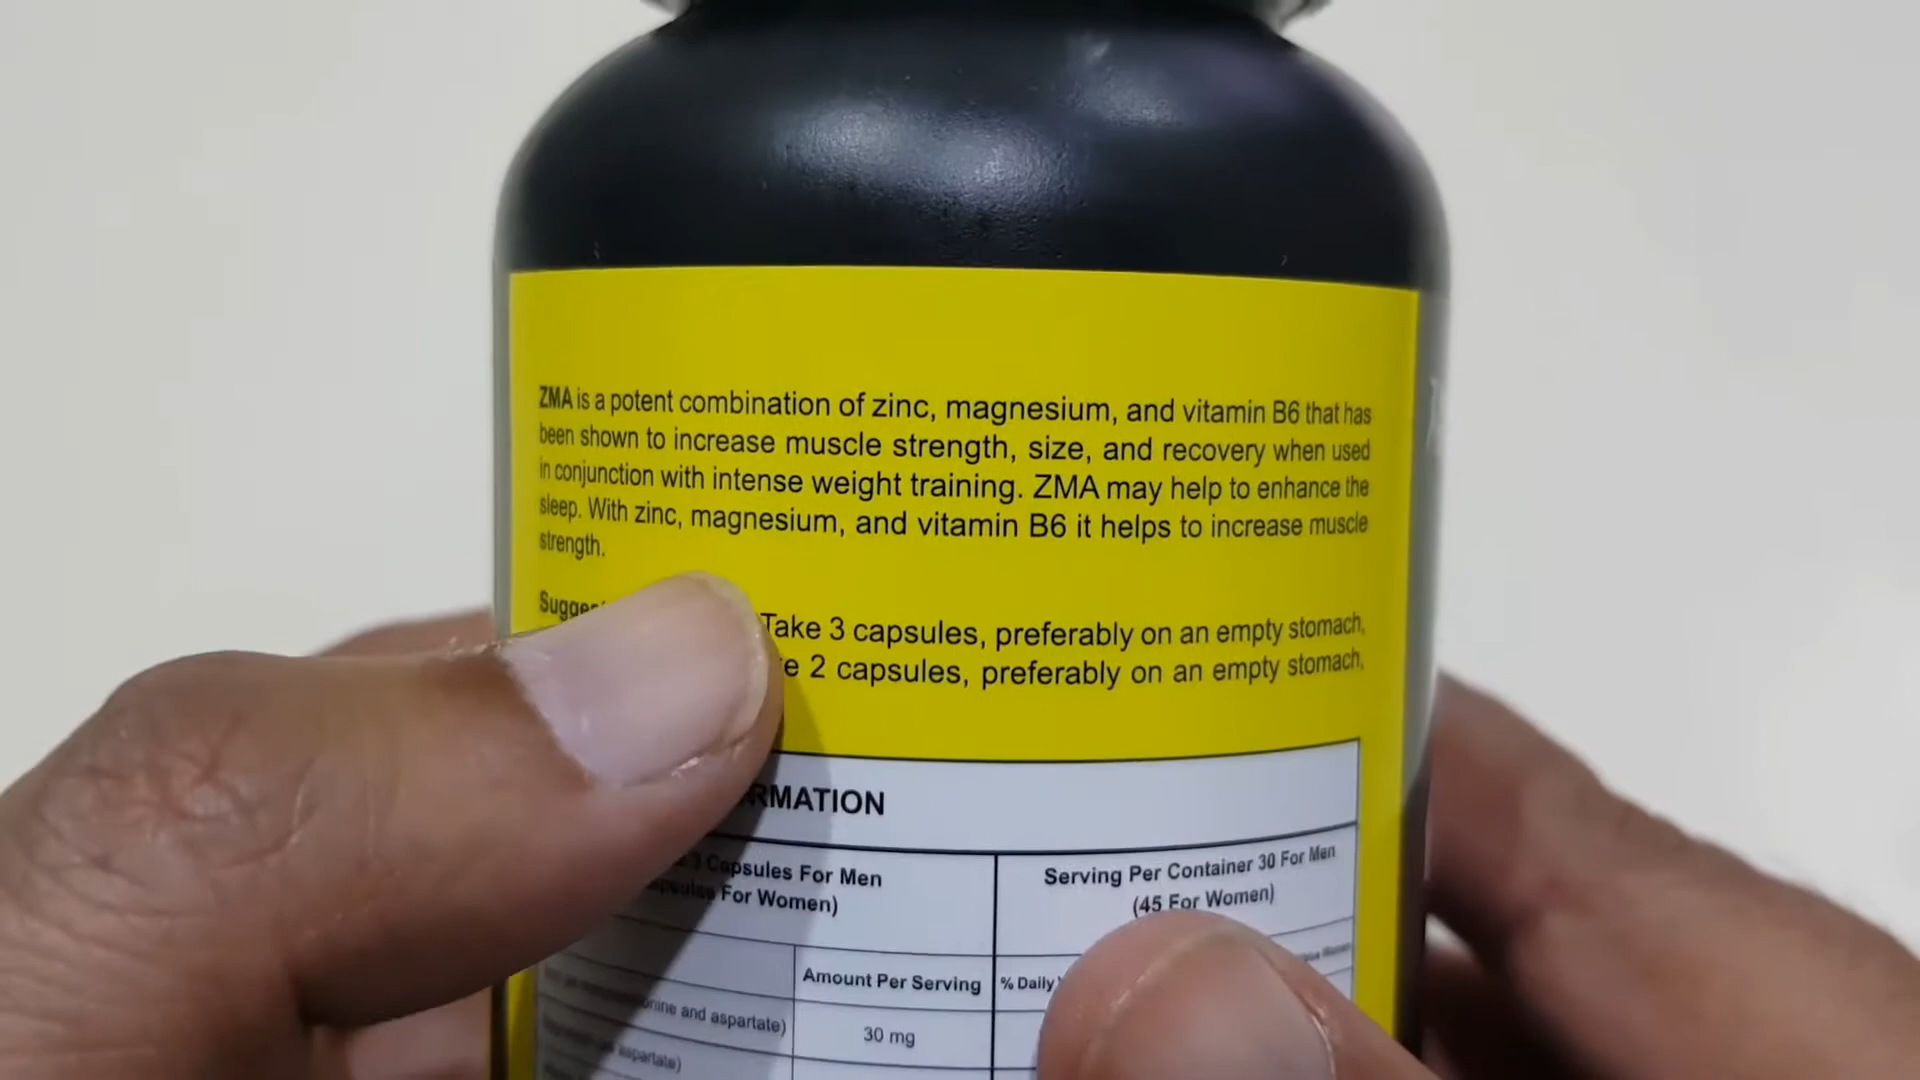 ZMA is a potent combination of zinc, magnesium, and vitamin B6 that has
been shown to increase muscle strength, size, and recovery when used
in conjunction with intense weight training. ZMA may help to enhance the
sleep. With zinc, magnesium, and vitamin B6 it helps to increase muscle
strength.
Take 3 capsules, preferably on an empty stomach,
2 capsules, preferably on an empty stomach,
3 Capsules For Men
For Women)
Serving Per Container 30 For Men
(45 For Women)
Amount Per Serving
% Daily
and aspartate)
30 mg
aspartate)